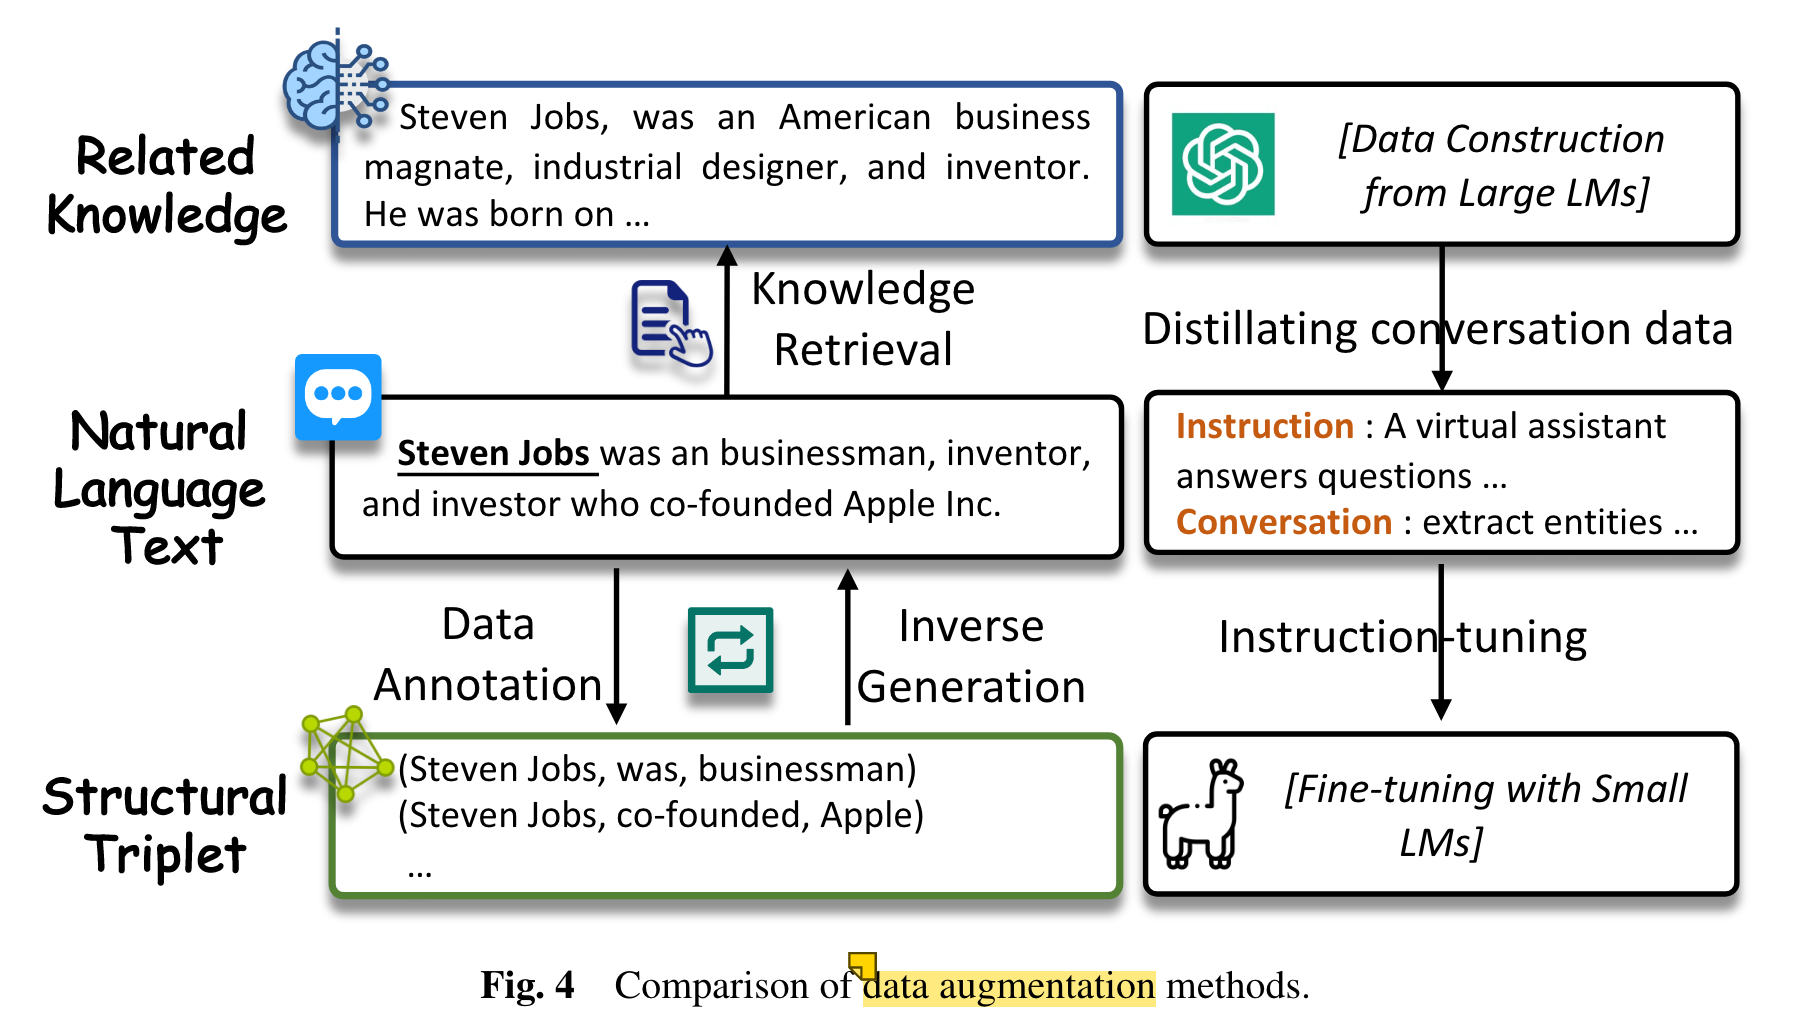 Related
Knowledge
Steven Jobs, was an American business
magnate, industrial designer, and inventor.
He was born on ...
[Data Construction
from Large LMs]
Knowledge
Retrieval
Distillating conversation data
Natural
Language
Text
Steven Jobs was an businessman, inventor,
and investor who co-founded Apple Inc.
Instruction : A virtual assistant
answers questions ...
Conversation : extract entities ...
Data
Annotation
Inverse
Generation
Instruction-tuning
Structural
Triplet
(Steven Jobs, was, businessman)
(Steven Jobs, co-founded, Apple)
...
[Fine-tuning with Small
LMs]
Fig. 4 Comparison of data augmentation methods.